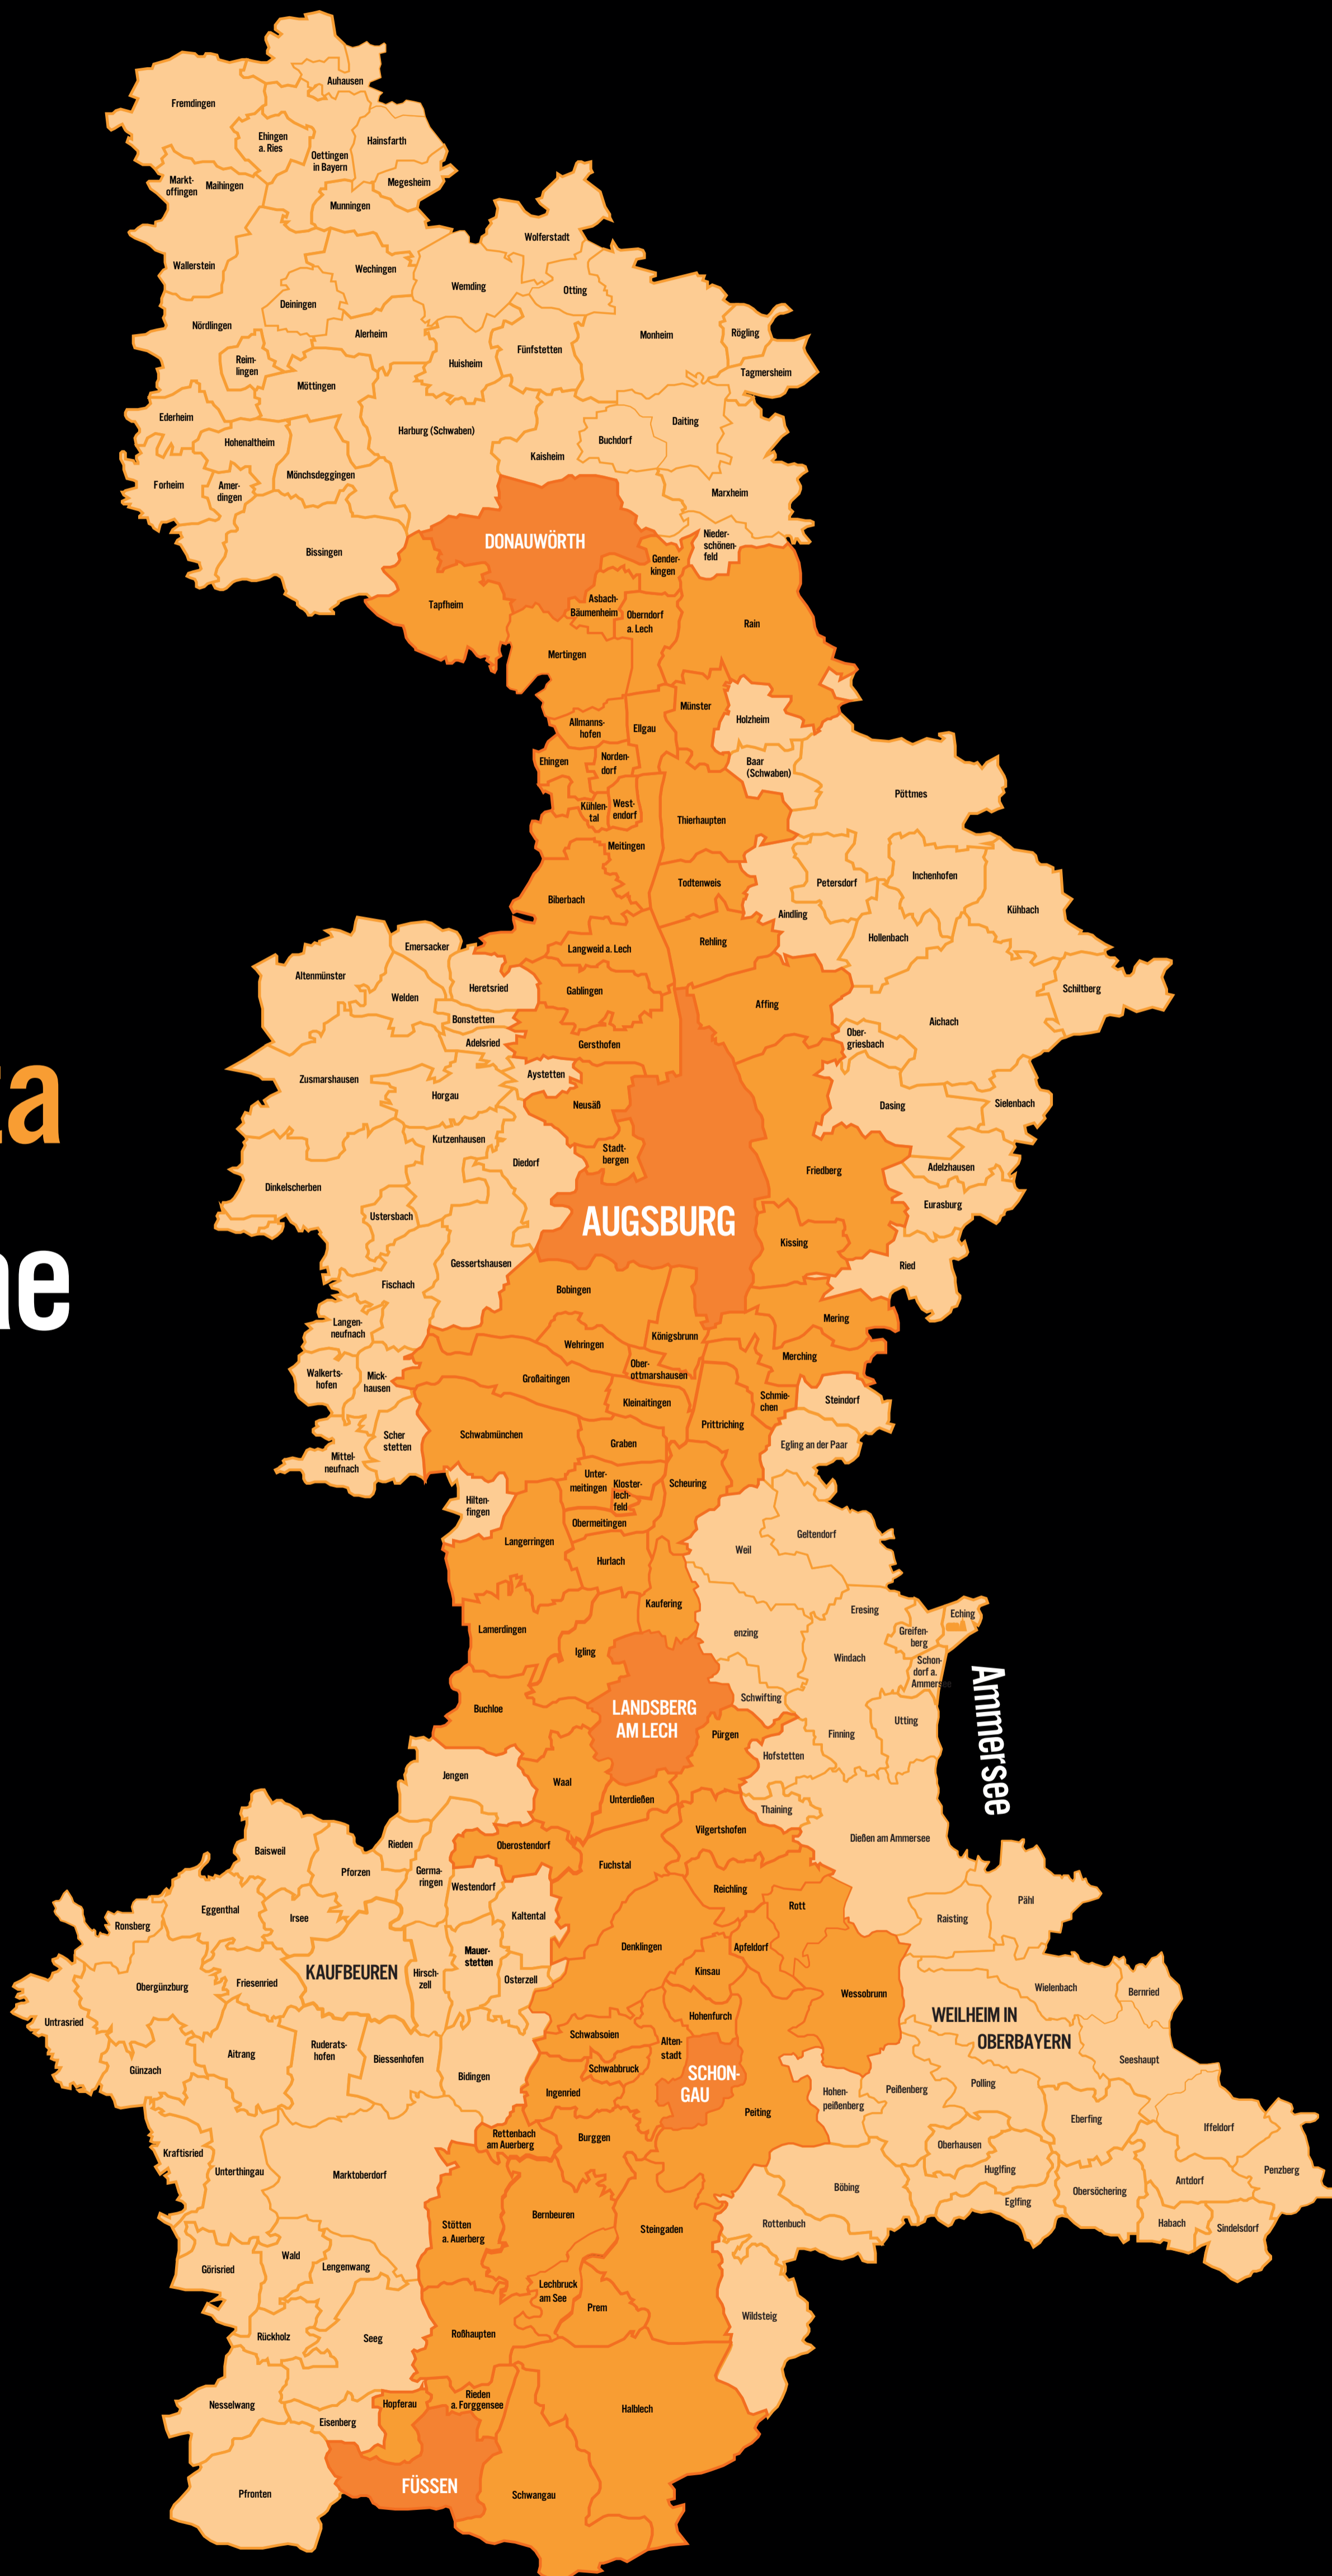 Auhausen
Fremdingen
Ehingen
a. Ries
Hainsfarth
Oettingen
in Bayern
Markt-
offingen
Maihingen
Megesheim
Munningen
Wolferstadt
Wallerstein
Wechingen
Wemding
Otting
Deiningen
Nördlingen
Alerheim
Monheim
Rögling
Fünfstetten
Reim-
lingen
Huisheim
Tagmersheim
Möttingen
Ederheim
Daiting
Harburg (Schwaben)
Buchdorf
Hohenaltheim
Kaisheim
Mönchsdeggingen
Forheim
Amer-
dingen
Marxheim
DONAUWÖRTH
Nieder-
schönen-
feld
Bissingen
Gender-
kingen
Tapfheim
Asbach-
Bäumenheim
Oberndorf
a. Lech
Rain
Mertingen
Münster
Holzheim
Allmanns-
hofen
Ellgau
Ehingen
Norden-
dorf
Baar
(Schwaben)
Pöttmes
Kühlen-
tal
West-
endorf
Thierhaupten
Meitingen
Inchenhofen
Todtenweis
Petersdorf
Biberbach
Kühbach
Aindling
Hollenbach
Rehling
Emersacker
Langweid a. Lech
Altenmünster
Heretsried
Gablingen
Schiltberg
Welden
Affing
Bonstetten
Aichach
Ober-
griesbach
Adelsried
Gersthofen
Aystetten
Zusmarshausen
Horgau
Neusäß
Dasing
Sielenbach
ta
Kutzenhausen
Stadt-
bergen
Diedorf
Friedberg
Adelzhausen
Dinkelscherben
Eurasburg
Ustersbach
AUGSBURG
Kissing
Gessertshausen
Ried
Fischach
Bobingen
ne
Langen-
neufnach
Mering
Königsbrunn
Wehringen
Merching
Walkerts-
hofen
Mick-
hausen
Großaitingen
Ober-
ottmarshausen
Kleinaitingen
Schmie-
chen
Steindorf
Prittriching
Scher
stetten
Schwabmünchen
Graben
Egling an der Paar
Mittel-
neufnach
Unter-
meitingen
Kloster-
lech-
feld
Scheuring
Hilten-
fingen
Obermeitingen
Geltendorf
Langerringen
Weil
Hurlach
Kaufering
Eresing
Eching
Lamerdingen
enzing
Greifen-
berg
Igling
Windach
Schon-
dorf a.
Ammersee
Ammersee
Schwifting
Buchloe
LANDSBERG
AM LECH
Utting
Pürgen
Finning
Hofstetten
Jengen
Waal
Unterdießen
Thaining
Vilgertshofen
Dießen am Ammersee
Rieden
Oberostendorf
Baisweil
Fuchstal
Pforzen
Germa-
ringen
Westendorf
Reichling
Rott
Pähl
Eggenthal
Irsee
Kaltental
Raisting
Ronsberg
Denklingen
Apfeldorf
Mauer-
stetten
KAUFBEUREN
Hirsch-
zell
Osterzell
Kinsau
Friesenried
Obergünzburg
Wessobrunn
Wielenbach
Bernried
Hohenfurch
WEILHEIM IN
OBERBAYERN
Untrasried
Schwabsoien
Alten-
stadt
Aitrang
Ruderats-
hofen
Biessenhofen
Seeshaupt
Günzach
Bidingen
Schwabbruck
SCHON-
GAU
Polling
Ingenried
Hohen-
peißenberg
Peißenberg
Peiting
Eberfing
Iffeldorf
Rettenbach
am Auerberg
Burggen
Oberhausen
Kraftisried
Unterthingau
Marktoberdorf
Huglfing
Penzberg
Antdorf
Böbing
Obersöchering
Eglfing
Bernbeuren
Stötten
a. Auerberg
Steingaden
Rottenbuch
Habach
Sindelsdorf
Wald
Görisried
Lengenwang
Lechbruck
am See
Prem
Wildsteig
Roßhaupten
Rückholz
Seeg
Rieden
a. Forggensee
Nesselwang
Hopferau
Halblech
Eisenberg
FÜSSEN
Pfronten
Schwangau